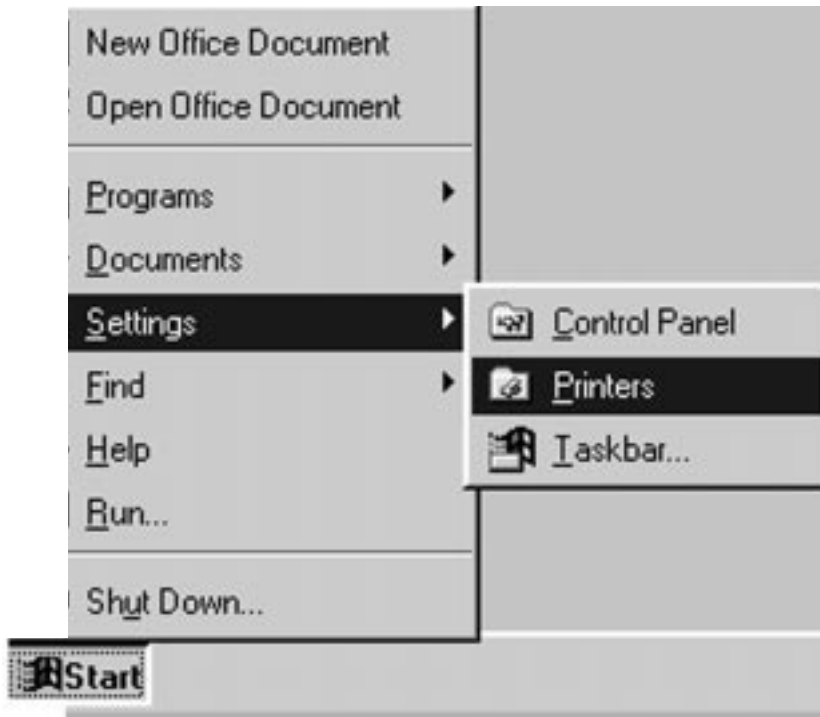 New Office Document
Open Office Document
Programs
Documents
Settings
Find
Help
Run...
Shut Down...
Control Panel
Printers
Taskbar...
Start